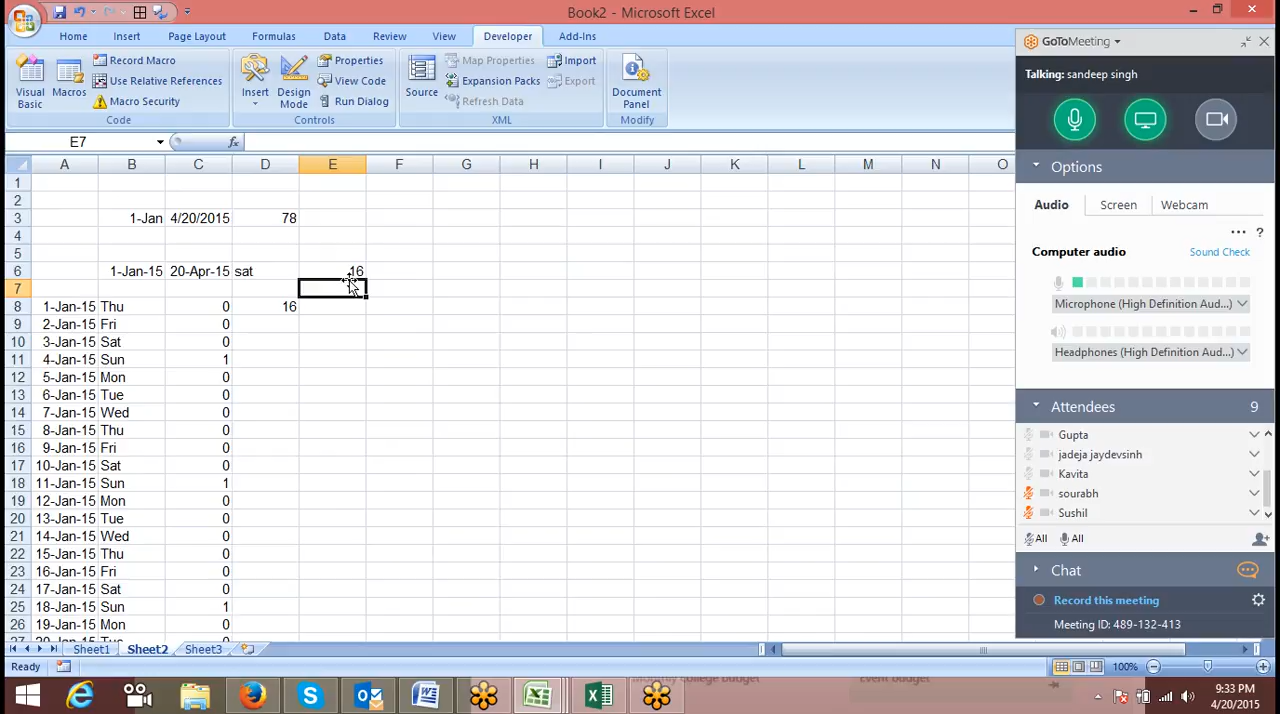 Book2 - Microsoft Excel
Home Insert Page Layout Formulas Data Review View Developer Add-Ins
Visual Basic
Macros
Record Macro
Use Relative References
Macro Security
Code
Insert
Design Mode
Properties
View Code
Run Dialog
Controls
Source
Map Properties
Expansion Packs
Refresh Data
Import
Export
XML
Document Panel
Modify
E7 fx
A B C D E F G H I J K L M N O
1
2
3 1-Jan 4/20/2015 78
4
5
6 1-Jan-15 20-Apr-15 sat 16
7
8 1-Jan-15 Thu 0 16
9 2-Jan-15 Fri 0
10 3-Jan-15 Sat 0
11 4-Jan-15 Sun 1
12 5-Jan-15 Mon 0
13 6-Jan-15 Tue 0
14 7-Jan-15 Wed 0
15 8-Jan-15 Thu 0
16 9-Jan-15 Fri 0
17 10-Jan-15 Sat 0
18 11-Jan-15 Sun 1
19 12-Jan-15 Mon 0
20 13-Jan-15 Tue 0
21 14-Jan-15 Wed 0
22 15-Jan-15 Thu 0
23 16-Jan-15 Fri 0
24 17-Jan-15 Sat 0
25 18-Jan-15 Sun 1
26 19-Jan-15 Mon 0
27 20-Jan-15 Tue 0
Sheet1 Sheet2 Sheet3
Ready 100%
GoToMeeting
Talking: sandeep singh
Options
Audio Screen Webcam
... ?
Computer audio Sound Check
Microphone (High Definition Aud...)
Headphones (High Definition Aud...)
Attendees 9
Gupta
jadeja jaydevsinh
Kavita
sourabh
Sushil
All All
Chat
Record this meeting
Meeting ID: 489-132-413
Monthly college budget
Event budget
9:33 PM
4/20/2015